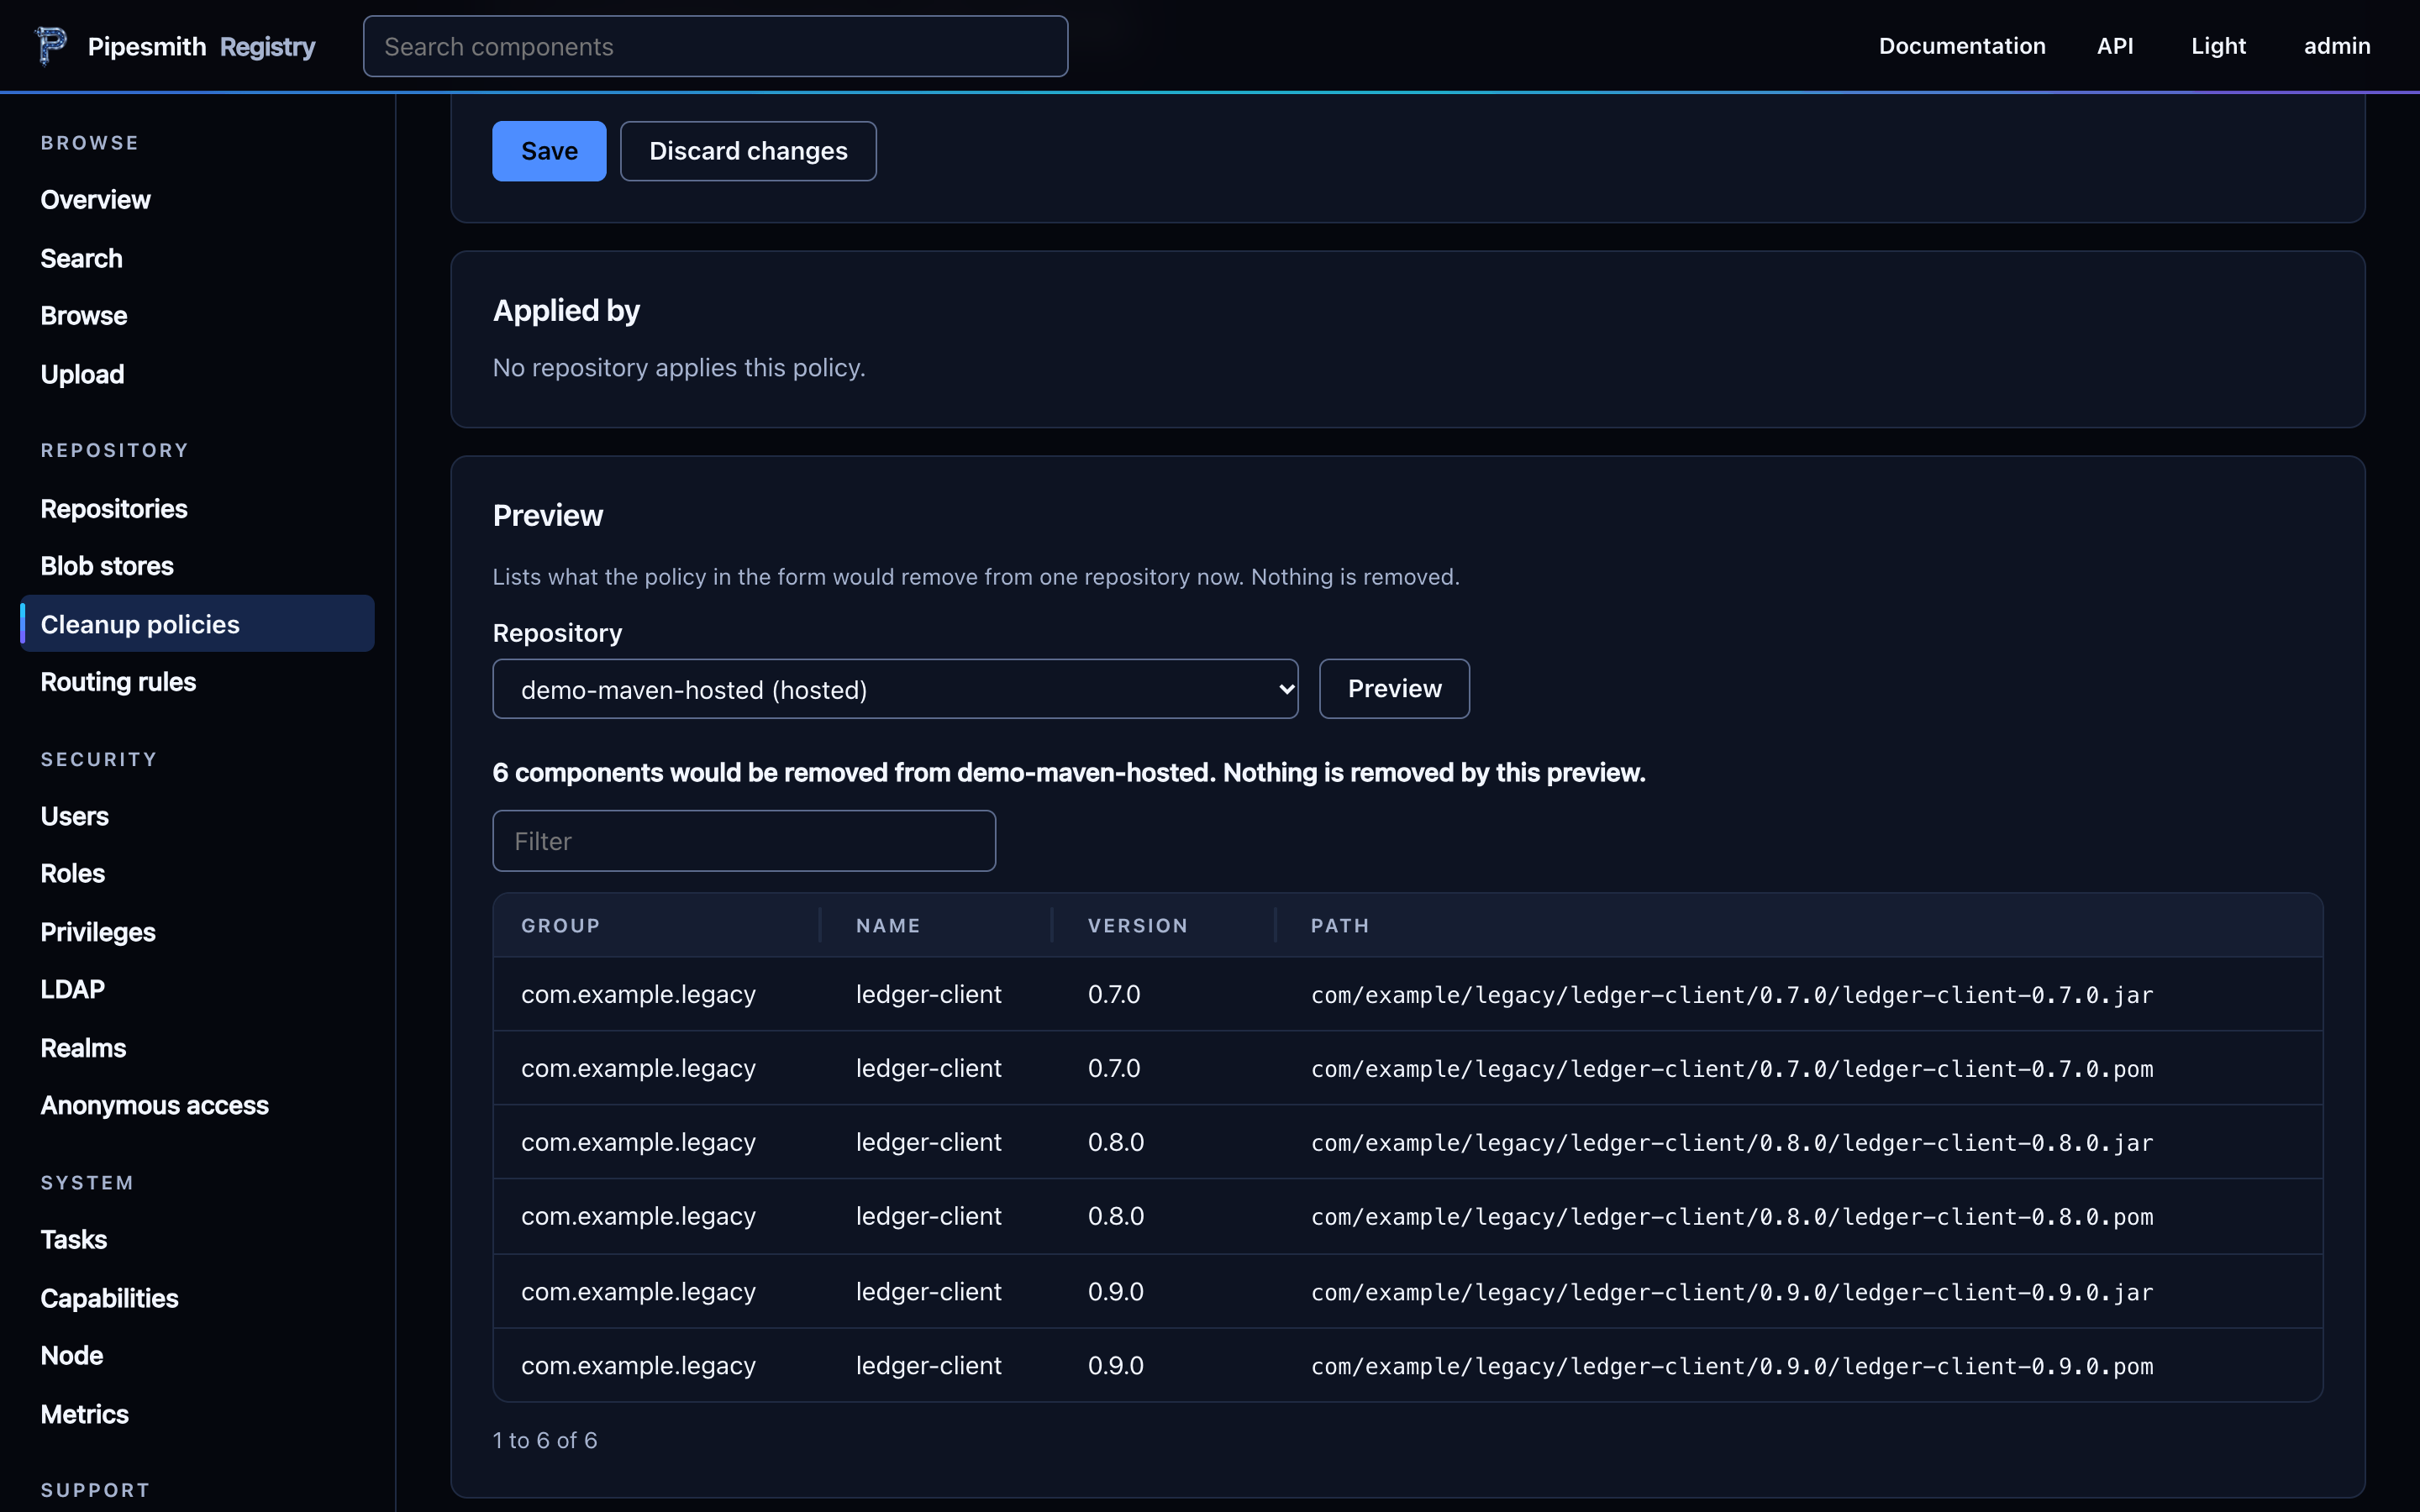 Pipesmith Registry
Search components
Documentation
API
Light
admin
BROWSE
Overview
Search
Browse
Upload
REPOSITORY
Repositories
Blob stores
Cleanup policies
Routing rules
SECURITY
Users
Roles
Privileges
LDAP
Realms
Anonymous access
SYSTEM
Tasks
Capabilities
Node
Metrics
SUPPORT
Save
Discard changes
Applied by
No repository applies this policy.
Preview
Lists what the policy in the form would remove from one repository now. Nothing is removed.
Repository
demo-maven-hosted (hosted)
Preview
6 components would be removed from demo-maven-hosted. Nothing is removed by this preview.
Filter
GROUP NAME VERSION PATH
com.example.legacy ledger-client 0.7.0 com/example/legacy/ledger-client/0.7.0/ledger-client-0.7.0.jar
com.example.legacy ledger-client 0.7.0 com/example/legacy/ledger-client/0.7.0/ledger-client-0.7.0.pom
com.example.legacy ledger-client 0.8.0 com/example/legacy/ledger-client/0.8.0/ledger-client-0.8.0.jar
com.example.legacy ledger-client 0.8.0 com/example/legacy/ledger-client/0.8.0/ledger-client-0.8.0.pom
com.example.legacy ledger-client 0.9.0 com/example/legacy/ledger-client/0.9.0/ledger-client-0.9.0.jar
com.example.legacy ledger-client 0.9.0 com/example/legacy/ledger-client/0.9.0/ledger-client-0.9.0.pom
1 to 6 of 6